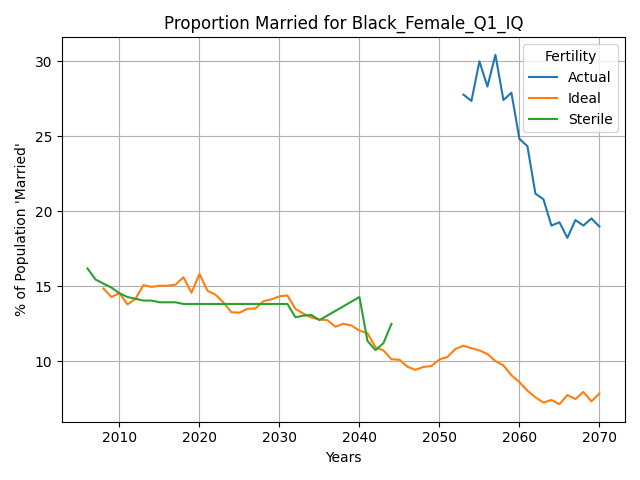 Proportion Married for Black_Female_Q1_IQ
Fertility
Actual
Ideal
Sterile
% of Population 'Married'
30
25
20
15
10
2010 2020 2030 2040 2050 2060 2070
Years